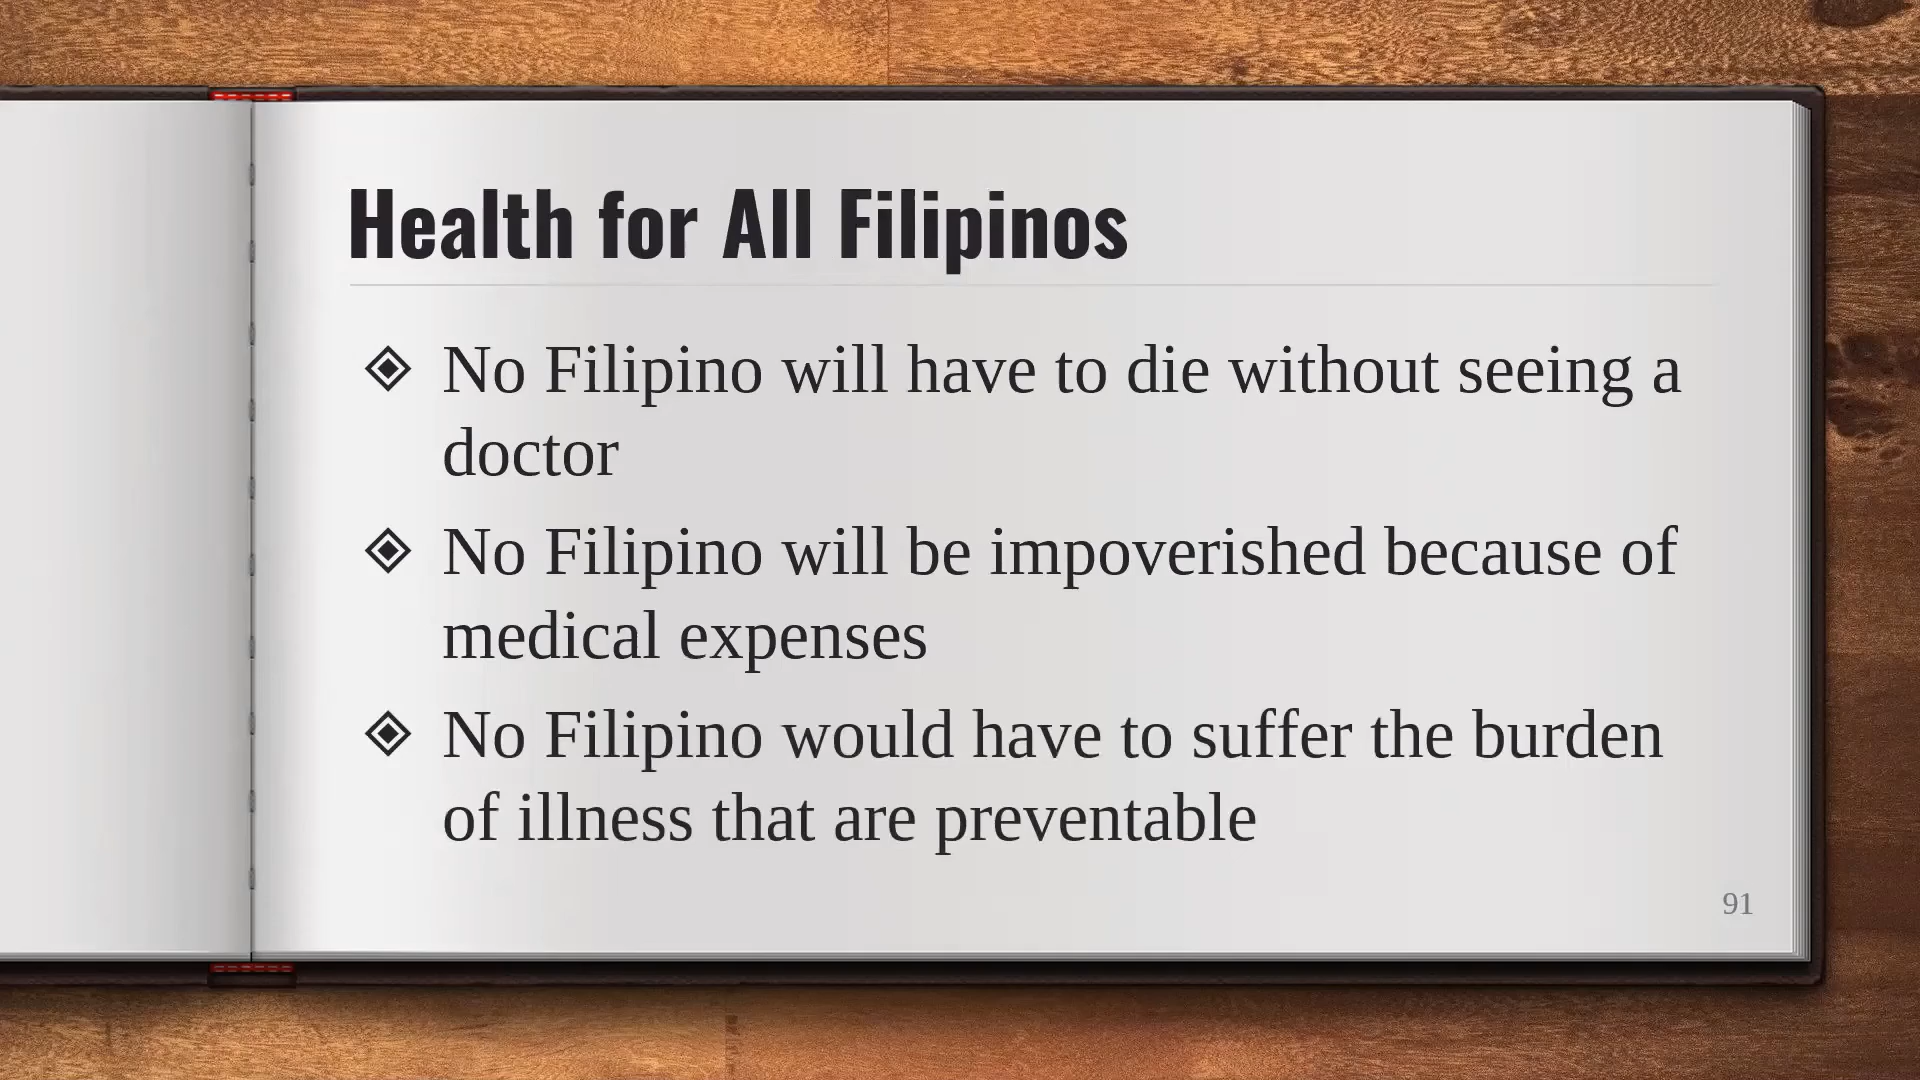 Health for All Filipinos
No Filipino will have to die without seeing a
doctor
No Filipino will be impoverished because of
medical expenses
No Filipino would have to suffer the burden
of illness that are preventable
91